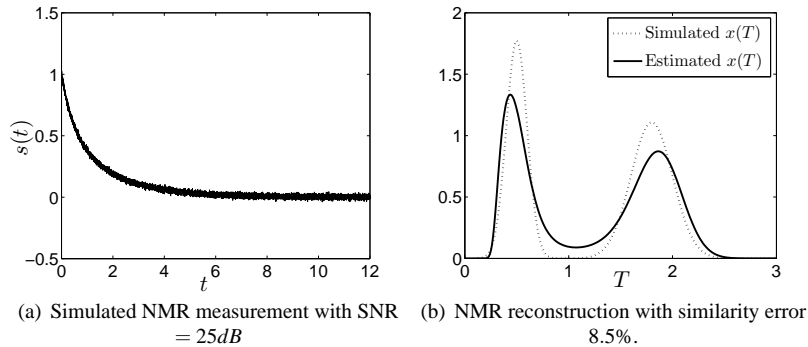 1.5
1
0.5
0
−0.5
s(t)
0 2 4 6 8 10 12
t
(a) Simulated NMR measurement with SNR
= 25dB
2
1.5
1
0.5
0
Simulated x(T)
Estimated x(T)
0 1 2 3
T
(b) NMR reconstruction with similarity error
8.5%.